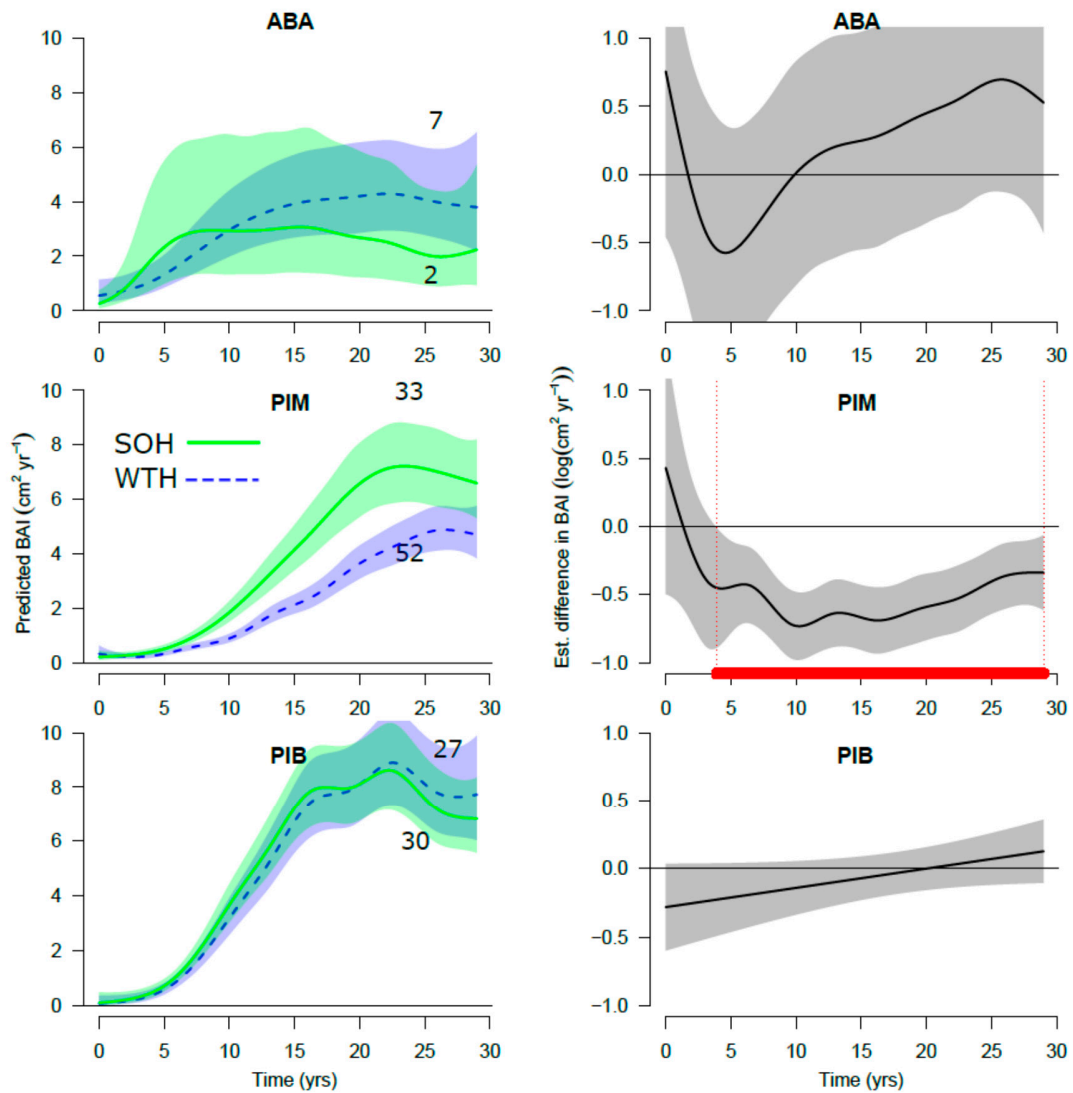 ABA
10
8
6
4
2
0
7
2
0 5 10 15 20 25 30
ABA
1.0
0.5
0.0
−0.5
−1.0
0 5 10 15 20 25 30
Predicted BAI (cm² yr⁻¹)
PIM
10
8
6
4
2
0
33
SOH
WTH
52
0 5 10 15 20 25 30
Est. difference in BAI (log(cm² yr⁻¹))
PIM
1.0
0.5
0.0
−0.5
−1.0
0 5 10 15 20 25 30
PIB
10
8
6
4
2
0
27
30
0 5 10 15 20 25 30
Time (yrs)
PIB
1.0
0.5
0.0
−0.5
−1.0
0 5 10 15 20 25 30
Time (yrs)